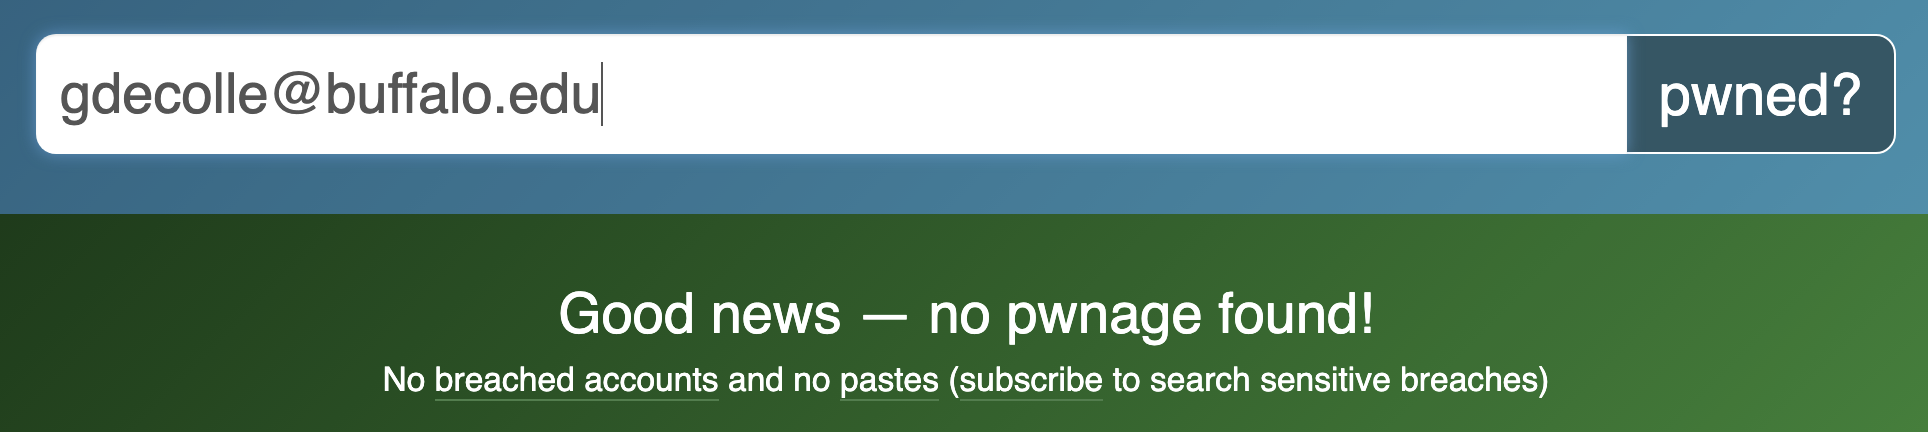 gdecolle@buffalo.edu
pwned?
Good news — no pwnage found!
No breached accounts and no pastes (subscribe to search sensitive breaches)